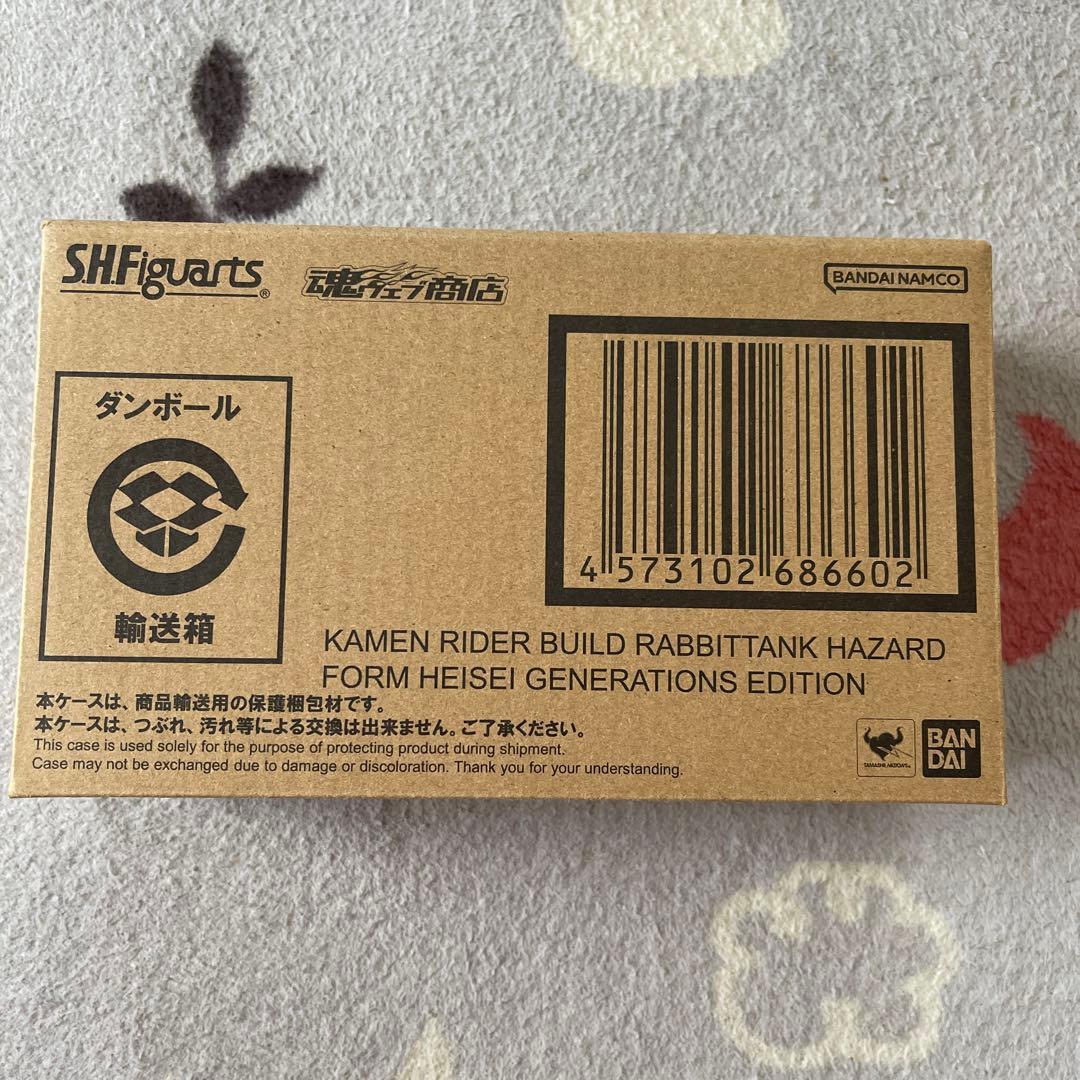 S.H.Figuarts®
魂ウェブ商店
BANDAI NAMCO
ダンボール
輸送箱
4 573102 686602
KAMEN RIDER BUILD RABBITTANK HAZARD
FORM HEISEI GENERATIONS EDITION
本ケースは、商品輸送用の保護梱包材です。
本ケースは、つぶれ、汚れ等による交換は出来ません。ご了承ください。
This case is used solely for the purpose of protecting product during shipment.
Case may not be exchanged due to damage or discoloration. Thank you for your understanding.
TAMASHII NATIONS
BAN
DAI